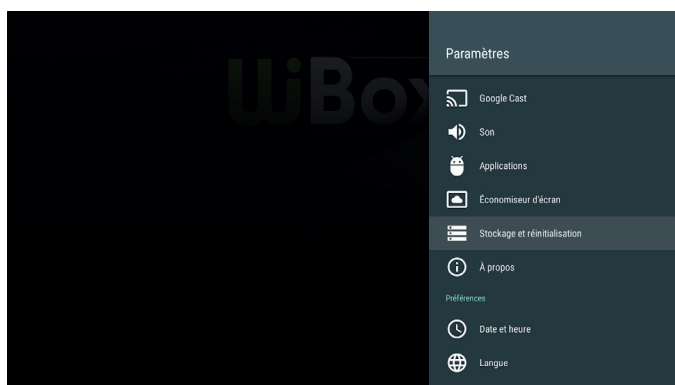 WiBox
Paramètres
Google Cast
Son
Applications
Économiseur d'écran
Stockage et réinitialisation
À propos
Préférences
Date et heure
Langue